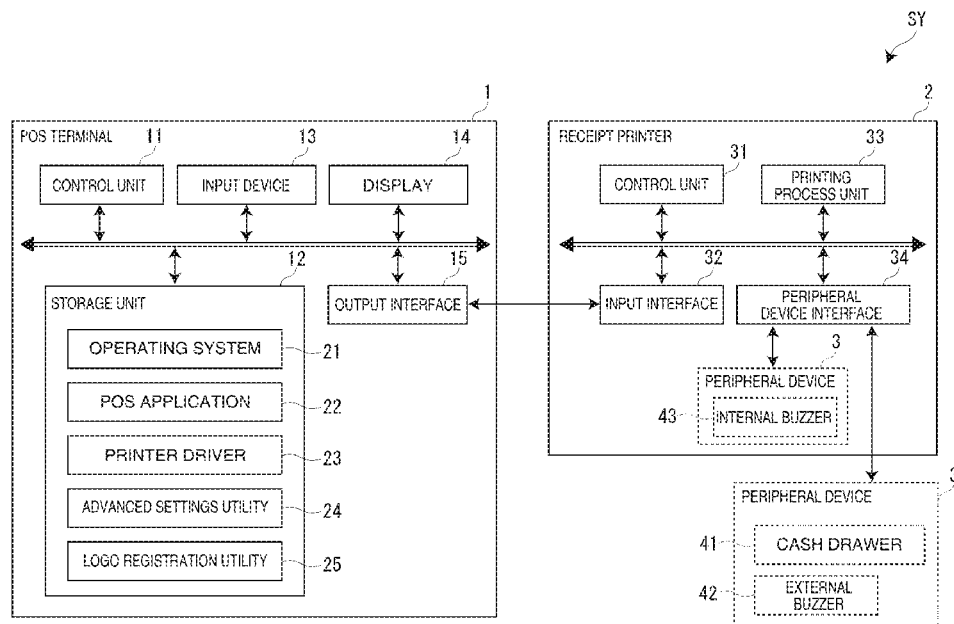 SY
1
POS TERMINAL
11
CONTROL UNIT
13
INPUT DEVICE
14
DISPLAY
12
STORAGE UNIT
OPERATING SYSTEM
21
POS APPLICATION
22
PRINTER DRIVER
23
ADVANCED SETTINGS UTILITY
24
LOGO REGISTRATION UTILITY
25
15
OUTPUT INTERFACE
2
RECEIPT PRINTER
31
CONTROL UNIT
33
PRINTING
PROCESS UNIT
32
INPUT INTERFACE
34
PERIPHERAL
DEVICE INTERFACE
3
PERIPHERAL DEVICE
43
INTERNAL BUZZER
PERIPHERAL DEVICE
41
CASH DRAWER
42
EXTERNAL
BUZZER